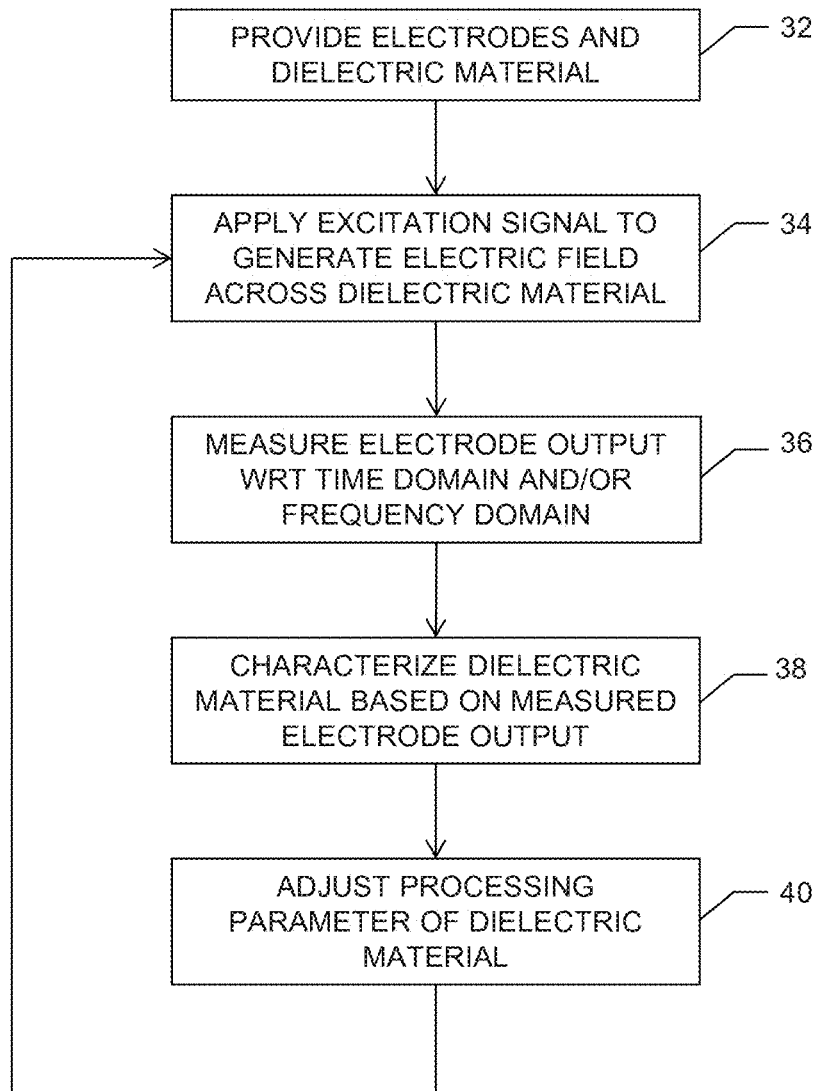 PROVIDE ELECTRODES AND
DIELECTRIC MATERIAL
32
APPLY EXCITATION SIGNAL TO
GENERATE ELECTRIC FIELD
ACROSS DIELECTRIC MATERIAL
34
MEASURE ELECTRODE OUTPUT
WRT TIME DOMAIN AND/OR
FREQUENCY DOMAIN
36
CHARACTERIZE DIELECTRIC
MATERIAL BASED ON MEASURED
ELECTRODE OUTPUT
38
ADJUST PROCESSING
PARAMETER OF DIELECTRIC
MATERIAL
40